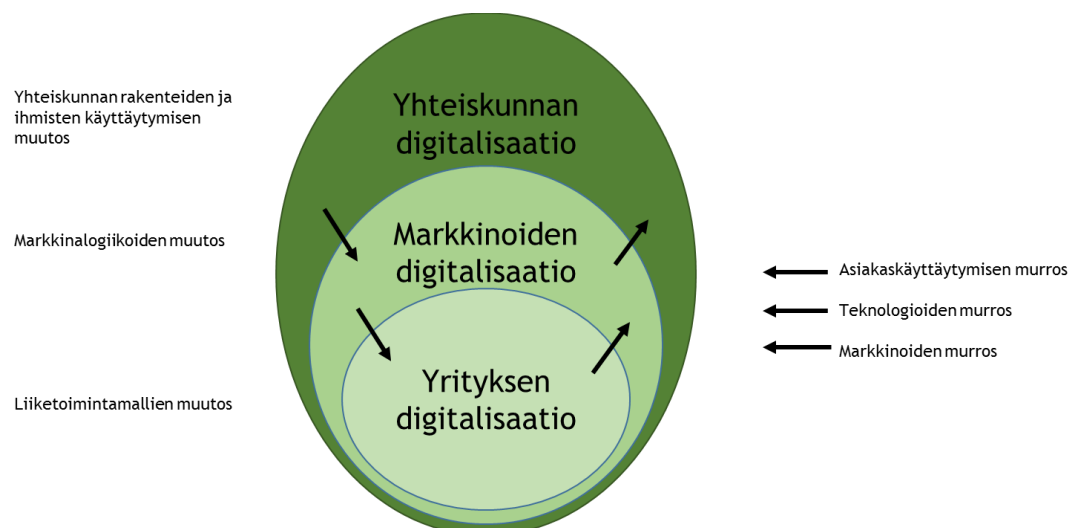 Yhteiskunnan rakenteiden ja
ihmisten käyttäytymisen
muutos
Markkinalogiikoiden muutos
Liiketoimintamallien muutos
Yhteiskunnan
digitalisaatio
Markkinoiden
digitalisaatio
Yrityksen
digitalisaatio
Asiakaskäyttäytymisen murros
Teknologioiden murros
Markkinoiden murros